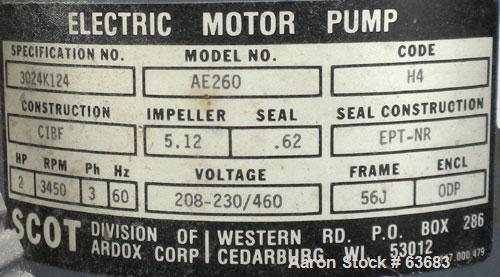 ELECTRIC MOTOR PUMP
SPECIFICATION NO. MODEL NO. CODE
3024K124 AE260 H4
CONSTRUCTION IMPELLER SEAL SEAL CONSTRUCTION
CIBF 5.12 .62 EPT-NR
HP RPM Ph Hz VOLTAGE FRAME ENCL
2 3450 3 60 208-230/460 56J ODP
SCOT DIVISION OF WESTERN RD. P.O. BOX 286
ARDOX CORP CEDARBURG WI. 53012
Aaron Stock # 63683